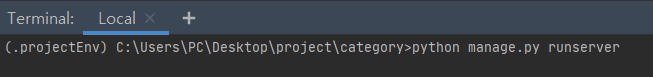 Terminal: Local × +
(.projectEnv) C:\Users\PC\Desktop\project\category>python manage.py runserver